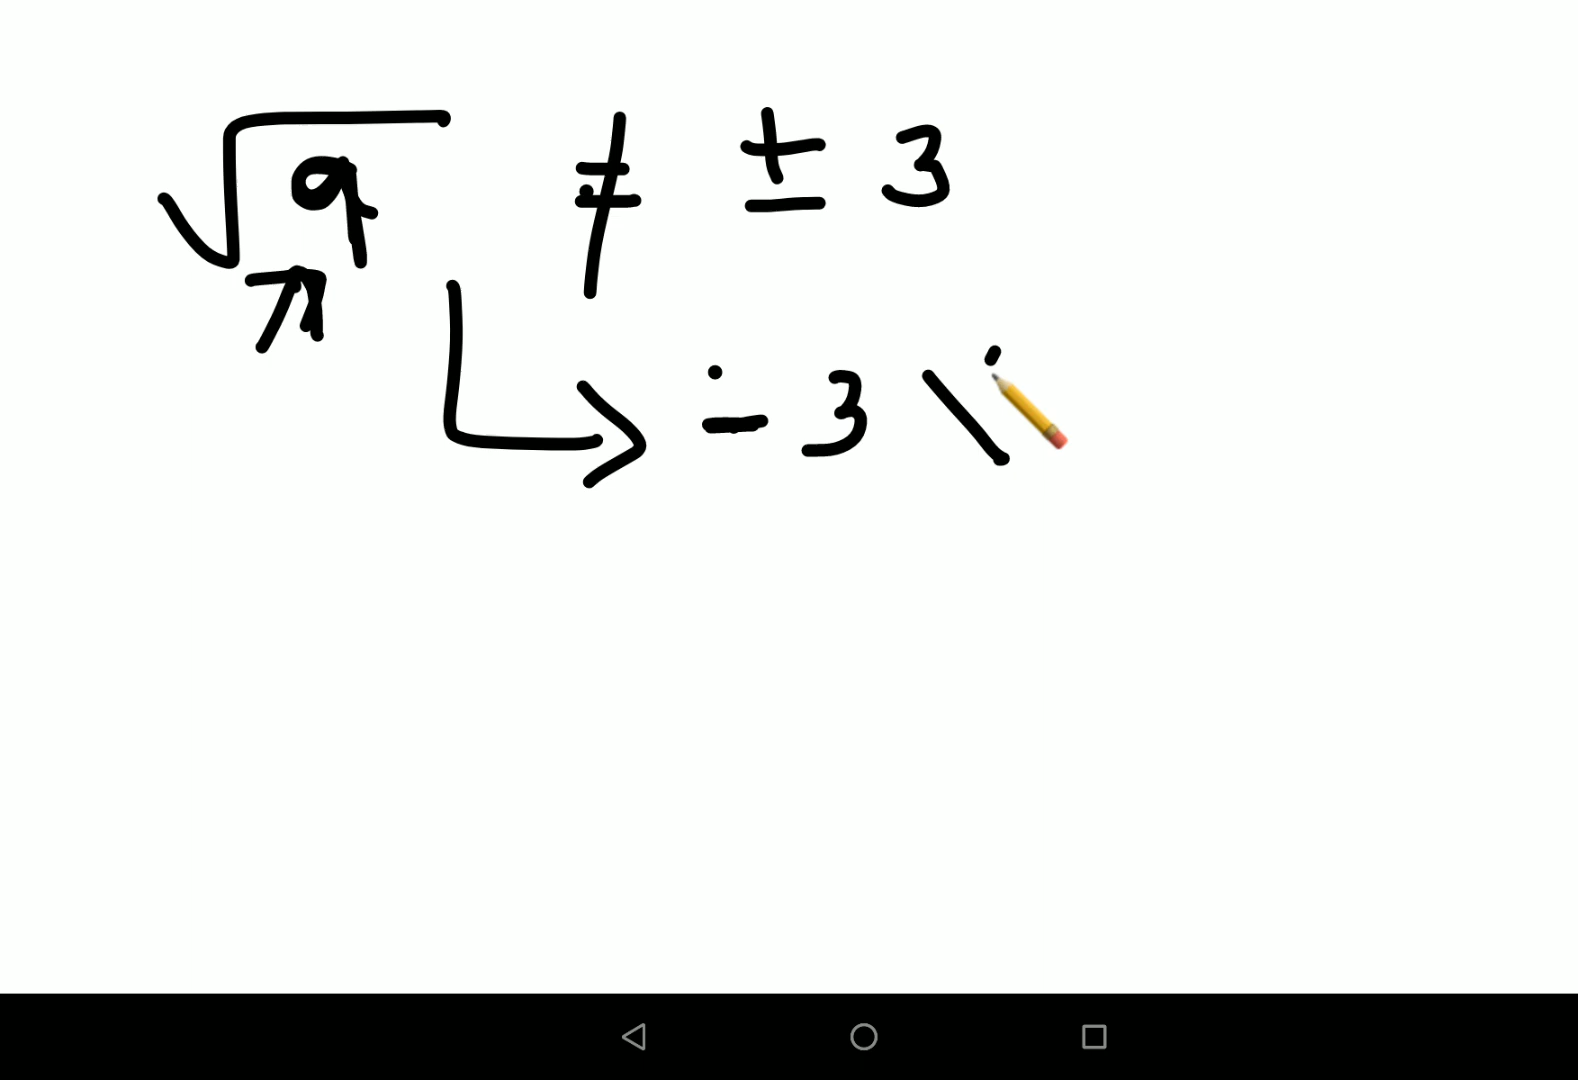 √9 ≠ ± 3
→ - 3